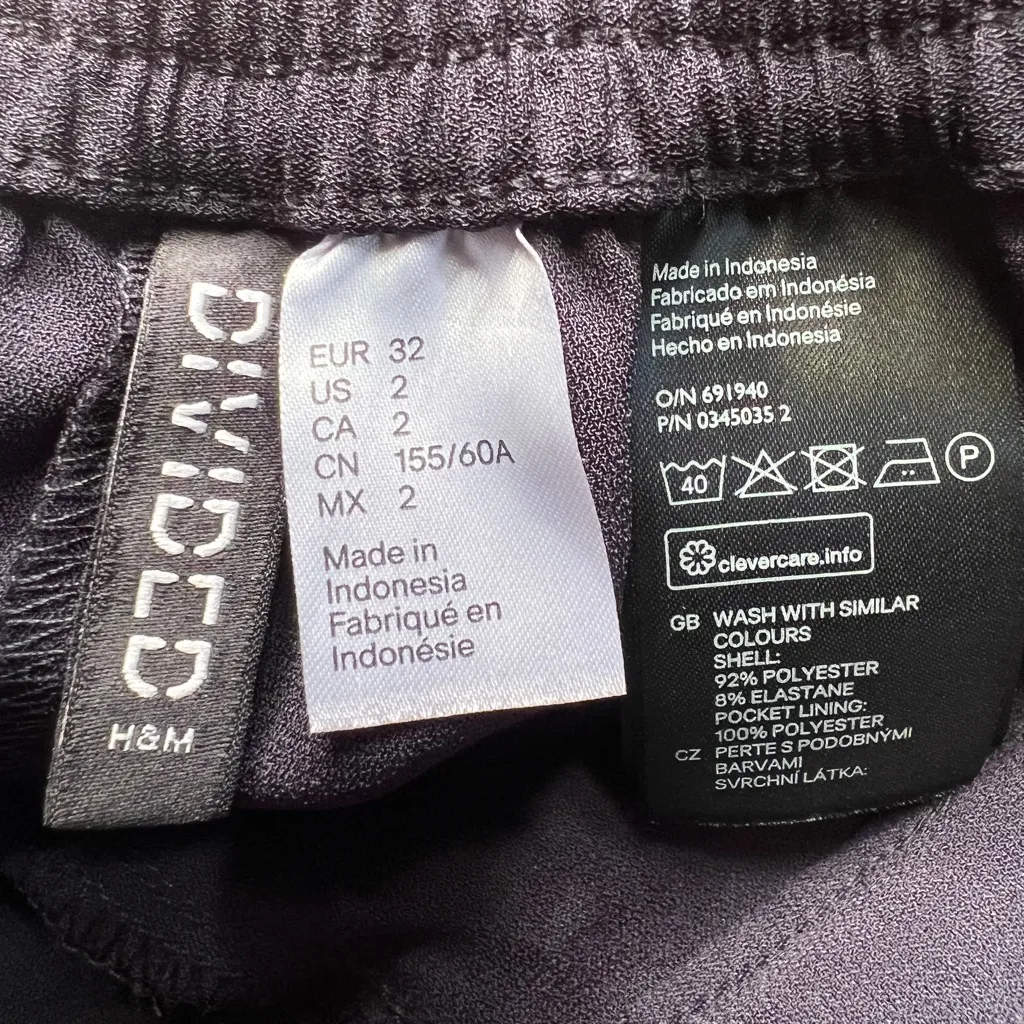 DIVIDED
H&M
EUR 32
US 2
CA 2
CN 155/60A
MX 2
Made in
Indonesia
Fabriqué en
Indonésie
Made in Indonesia
Fabricado em Indonésia
Fabriqué en Indonésie
Hecho en Indonesia
O/N 691940
P/N 0345035 2
40 P
clevercare.info
GB WASH WITH SIMILAR
COLOURS
SHELL:
92% POLYESTER
8% ELASTANE
POCKET LINING:
100% POLYESTER
CZ PERTE S PODOBNÝMI
BARVAMI
SVRCHNÍ LÁTKA: